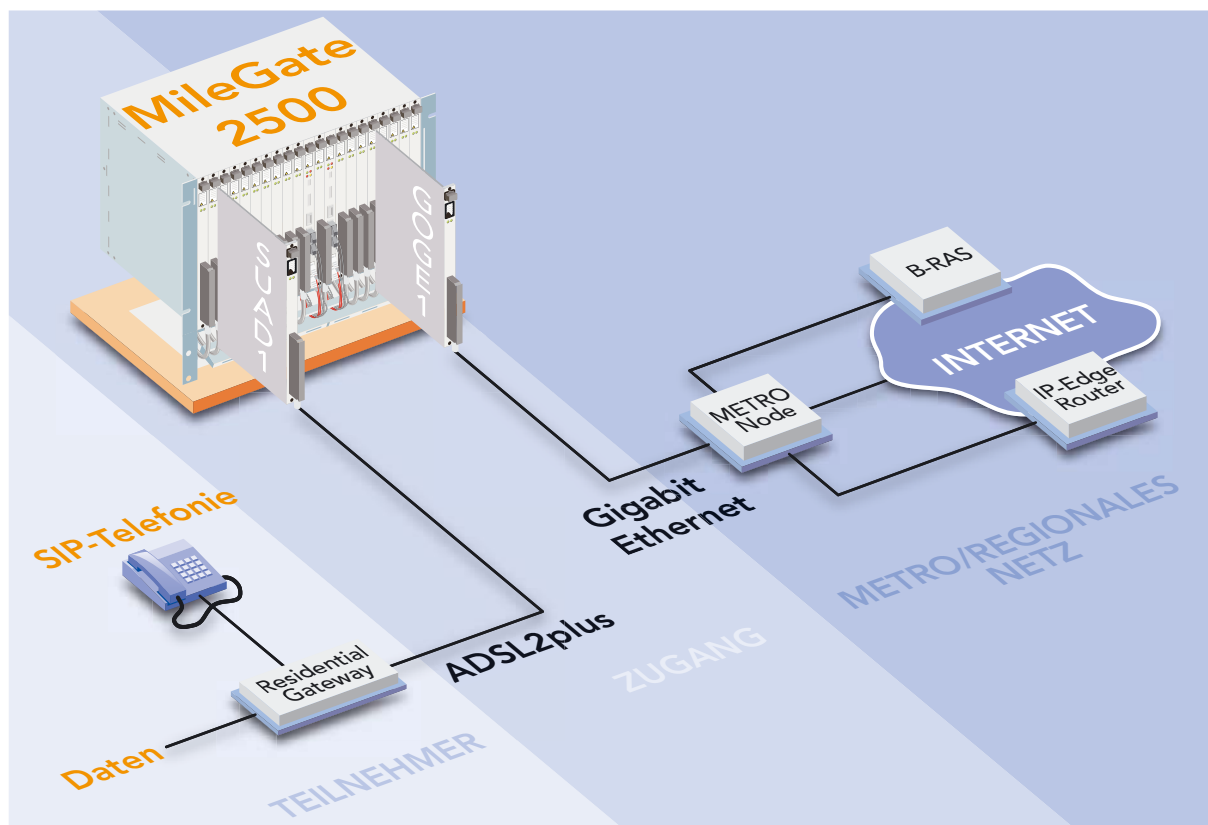 MileGate
2500
SUAD1
GOGE1
B-RAS
INTERNET
IP-Edge
Router
METRO
Node
Gigabit
Ethernet
METRO/REGIONALES
NETZ
SIP-Telefonie
Residential
Gateway
ADSL2plus
ZUGANG
Daten
TEILNEHMER